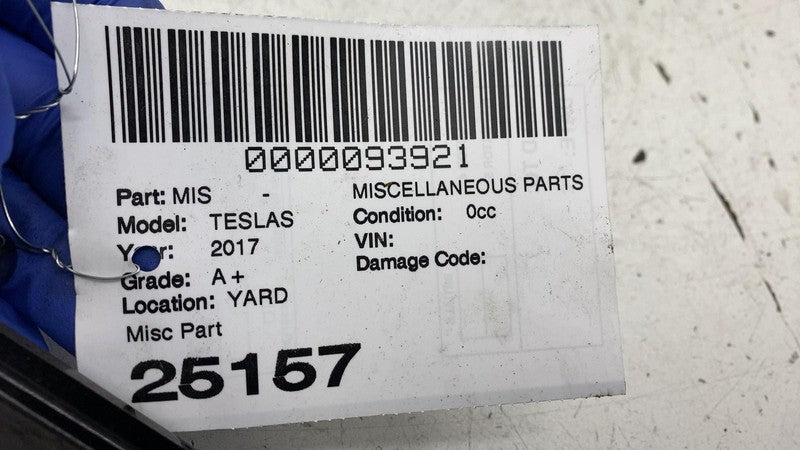 0000093921
Part: MIS - MISCELLANEOUS PARTS
Model: TESLAS Condition: 0cc
Year: 2017 VIN:
Grade: A+ Damage Code:
Location: YARD
Misc Part
25157